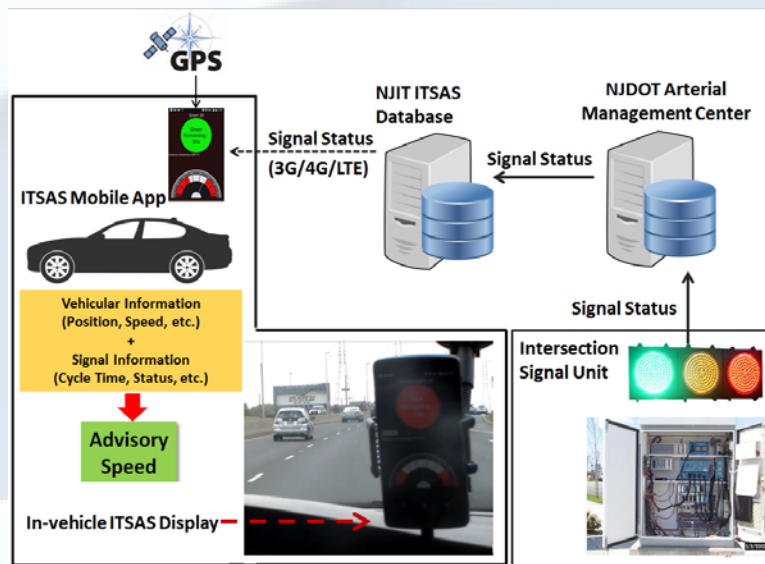 GPS
NJIT ITSAS
Database
NJDOT Arterial
Management Center
Signal Status
(3G/4G/LTE)
Signal Status
ITSAS Mobile App
Vehicular Information
(Position, Speed, etc.)
+
Signal Information
(Cycle Time, Status, etc.)
Advisory
Speed
In-vehicle ITSAS Display
Signal Status
Intersection
Signal Unit
Green
Remaining